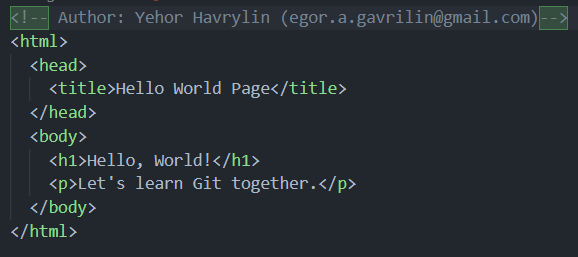 <!-- Author: Yehor Havrylin (egor.a.gavrilin@gmail.com)-->
<html>
  <head>
    <title>Hello World Page</title>
  </head>
  <body>
    <h1>Hello, World!</h1>
    <p>Let's learn Git together.</p>
  </body>
</html>